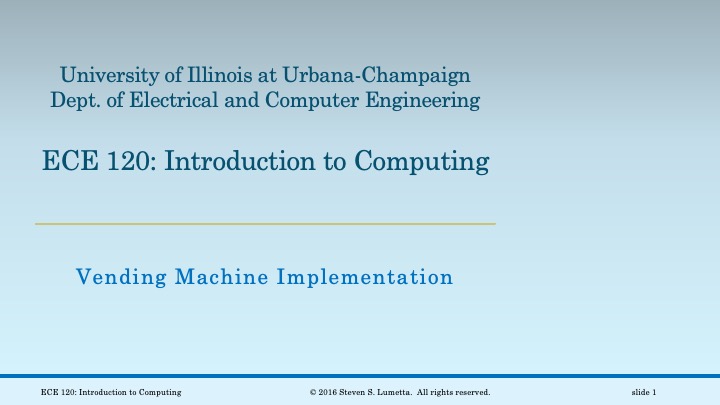 University of Illinois at Urbana-Champaign
Dept. of Electrical and Computer Engineering
ECE 120: Introduction to Computing
Vending Machine Implementation
ECE 120: Introduction to Computing
© 2016 Steven S. Lumetta. All rights reserved.
slide 1